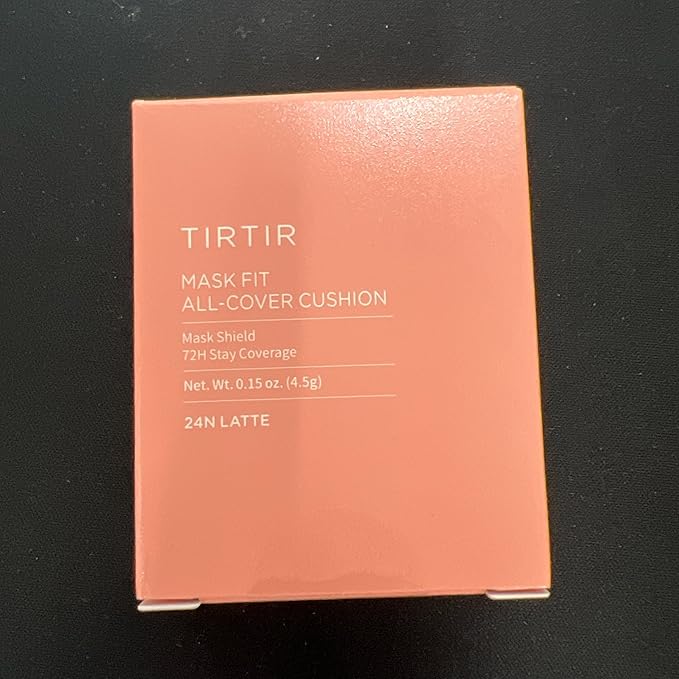 TIRTIR
MASK FIT
ALL-COVER CUSHION
Mask Shield
72H Stay Coverage
Net. Wt. 0.15 oz. (4.5g)
24N LATTE